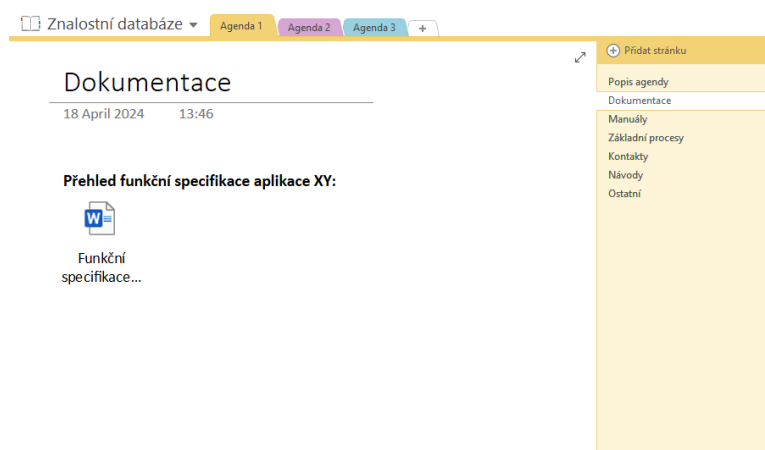 Znalostní databáze
Agenda 1
Agenda 2
Agenda 3
+
Přidat stránku
Dokumentace
18 April 2024 13:46
Přehled funkční specifikace aplikace XY:
W
Funkční
specifikace...
Popis agendy
Dokumentace
Manuály
Základní procesy
Kontakty
Návody
Ostatní